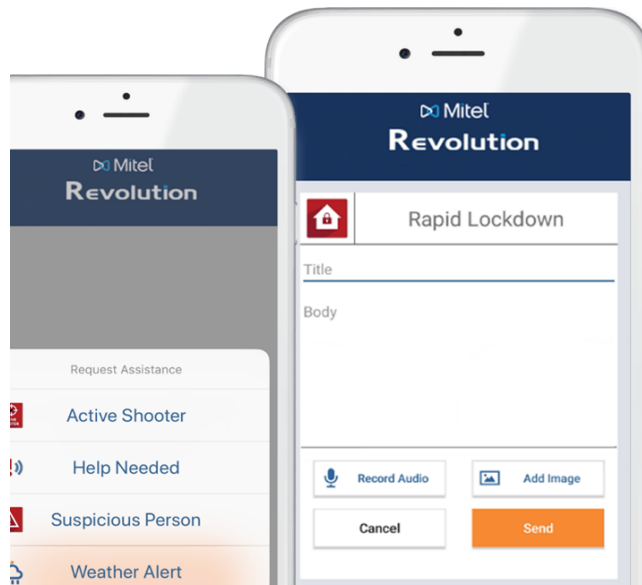 Mitel
Revolution
Request Assistance
Active Shooter
Help Needed
Suspicious Person
Weather Alert
Mitel
Revolution
Rapid Lockdown
Title
Body
Record Audio
Add Image
Cancel
Send